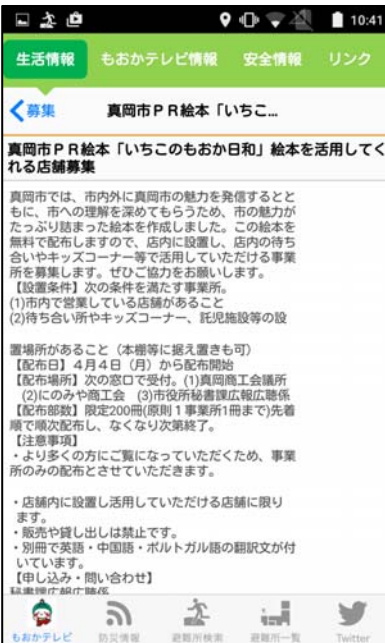 10:41
生活情報 もおかテレビ情報 安全情報 リンク
募集 真岡市ＰＲ絵本「いちこ...
真岡市ＰＲ絵本「いちごのもおか日和」絵本を活用してく
れる店舗募集
真岡市では、市内外に真岡市の魅力を発信するとと
もに、市への理解を深めてもらうため、市の魅力が
たっぷり詰まった絵本を作成しました。この絵本を
無料で配布しますので、店内に設置し、店内の待ち
合いやキッズコーナー等で活用していただける事業
所を募集します。ぜひご協力をお願いします。
【設置条件】次の条件を満たす事業所。
(1)市内で営業している店舗があること
(2)待ち合い所やキッズコーナー、託児施設等の設
置場所があること（本棚等に据え置きも可）
【配布日】４月４日（月）から配布開始
【配布場所】次の窓口で受付。(1)真岡商工会議所
(2)にのみや商工会 (3)市役所秘書課広報広聴係
【配布部数】限定200冊(原則１事業所1冊まで)先着
順で順次配布し、なくなり次第終了。
【注意事項】
・より多くの方にご覧になっていただくため、事業
所のみの配布とさせていただきます。
・店舗内に設置し活用していただける店舗に限り
ます。
・販売や貸し出しは禁止です。
・別冊で英語・中国語・ポルトガル語の翻訳文が付
いています。
【申し込み・問い合わせ】
秘書課広報広聴係
もおかテレビ 防災情報 避難所検索 避難所一覧 Twitter